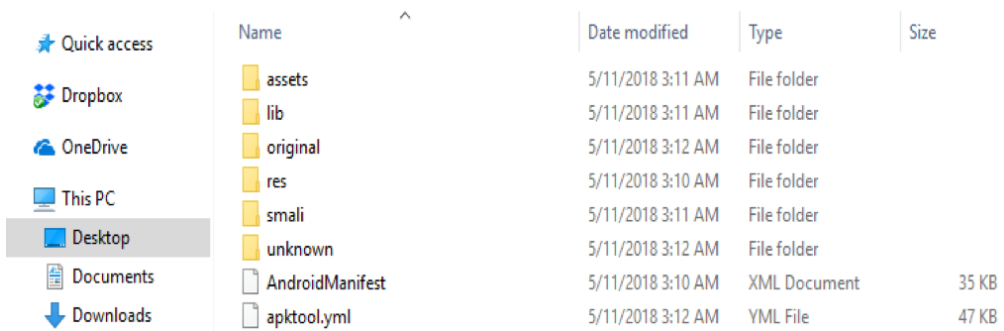 Quick access
Dropbox
OneDrive
This PC
Desktop
Documents
Downloads
Name Date modified Type Size
assets 5/11/2018 3:11 AM File folder
lib 5/11/2018 3:11 AM File folder
original 5/11/2018 3:12 AM File folder
res 5/11/2018 3:10 AM File folder
smali 5/11/2018 3:11 AM File folder
unknown 5/11/2018 3:12 AM File folder
AndroidManifest 5/11/2018 3:10 AM XML Document 35 KB
apktool.yml 5/11/2018 3:12 AM YML File 47 KB